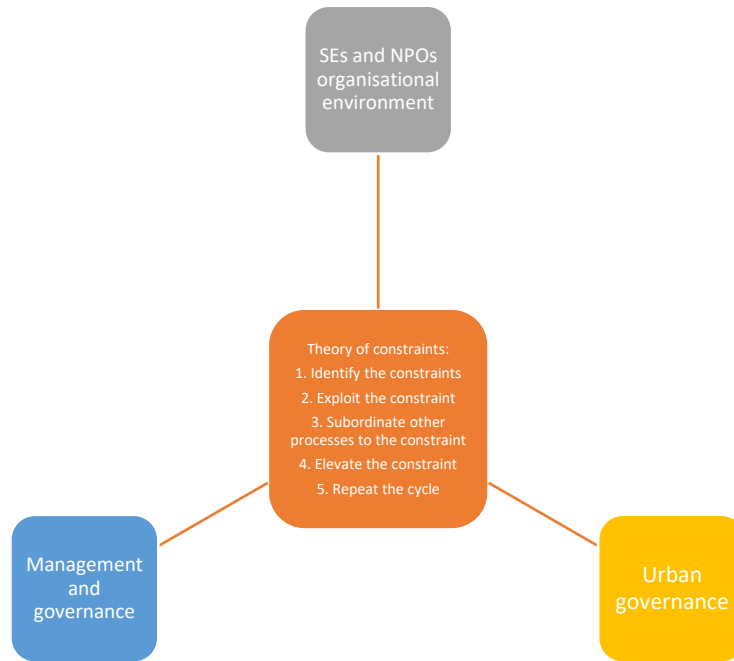 SEs and NPOs
organisational
environment
Theory of constraints:
1. Identify the constraints
2. Exploit the constraint
3. Subordinate other
processes to the constraint
4. Elevate the constraint
5. Repeat the cycle
Management
and
governance
Urban
governance